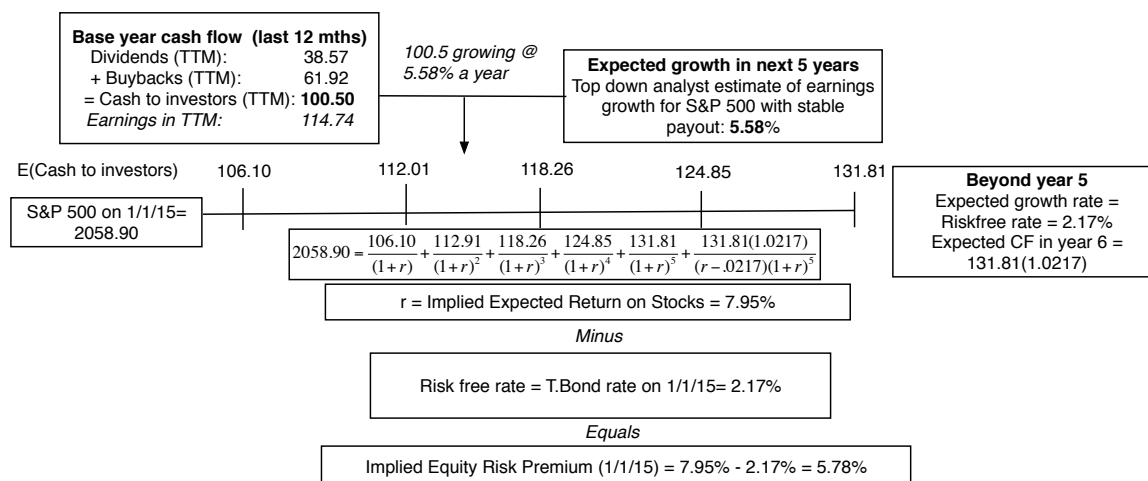 Base year cash flow (last 12 mths)
Dividends (TTM): 38.57
+ Buybacks (TTM): 61.92
= Cash to investors (TTM): 100.50
Earnings in TTM: 114.74
100.5 growing @
5.58% a year
Expected growth in next 5 years
Top down analyst estimate of earnings
growth for S&P 500 with stable
payout: 5.58%
E(Cash to investors) 106.10 112.01 118.26 124.85 131.81
S&P 500 on 1/1/15=
2058.90
Beyond year 5
Expected growth rate =
Riskfree rate = 2.17%
Expected CF in year 6 =
131.81(1.0217)
2058.90 = 106.10/(1+r) + 112.91/(1+r)^2 + 118.26/(1+r)^3 + 124.85/(1+r)^4 + 131.81/(1+r)^5 + 131.81(1.0217)/(r-.0217)(1+r)^5
r = Implied Expected Return on Stocks = 7.95%
Minus
Risk free rate = T.Bond rate on 1/1/15= 2.17%
Equals
Implied Equity Risk Premium (1/1/15) = 7.95% - 2.17% = 5.78%